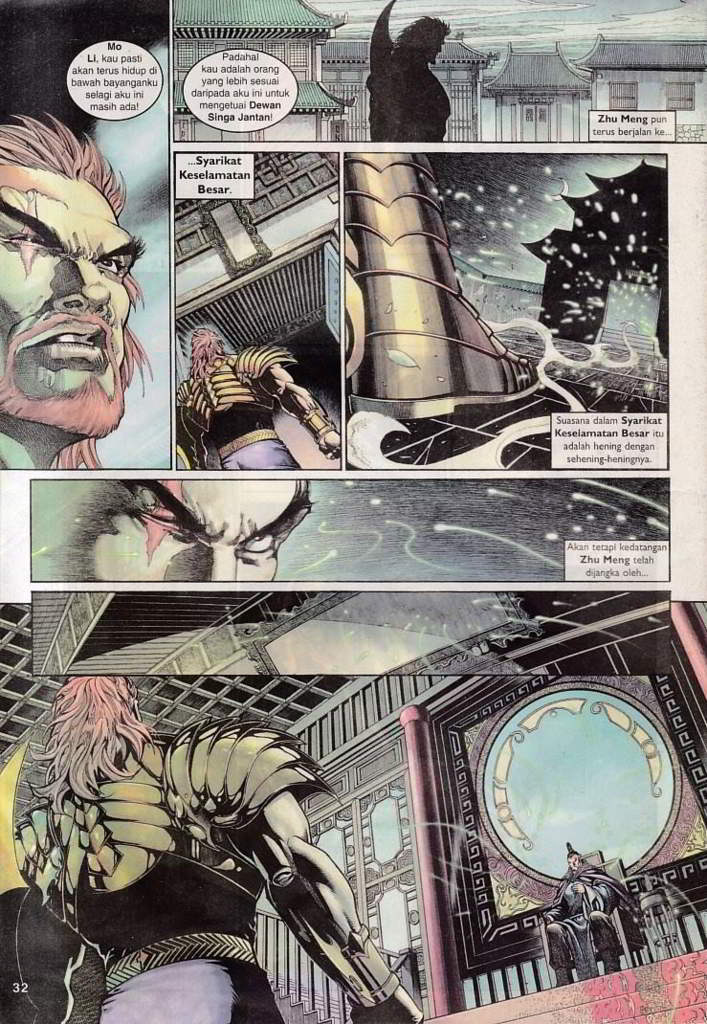 Mo
Li, kau pasti
akan terus hidup di
bawah bayanganku
selagi aku ini
masih ada!
Padahal
kau adalah orang
yang lebih sesuai
daripada aku ini untuk
mengetuai Dewan
Singa Jantan!
Zhu Meng pun
terus berjalan ke...
...Syarikat
Keselamatan
Besar.
Suasana dalam Syarikat
Keselamatan Besar itu
adalah hening dengan
sehening-heningnya.
Akan tetapi kedatangan
Zhu Meng telah
dijangka oleh...
32